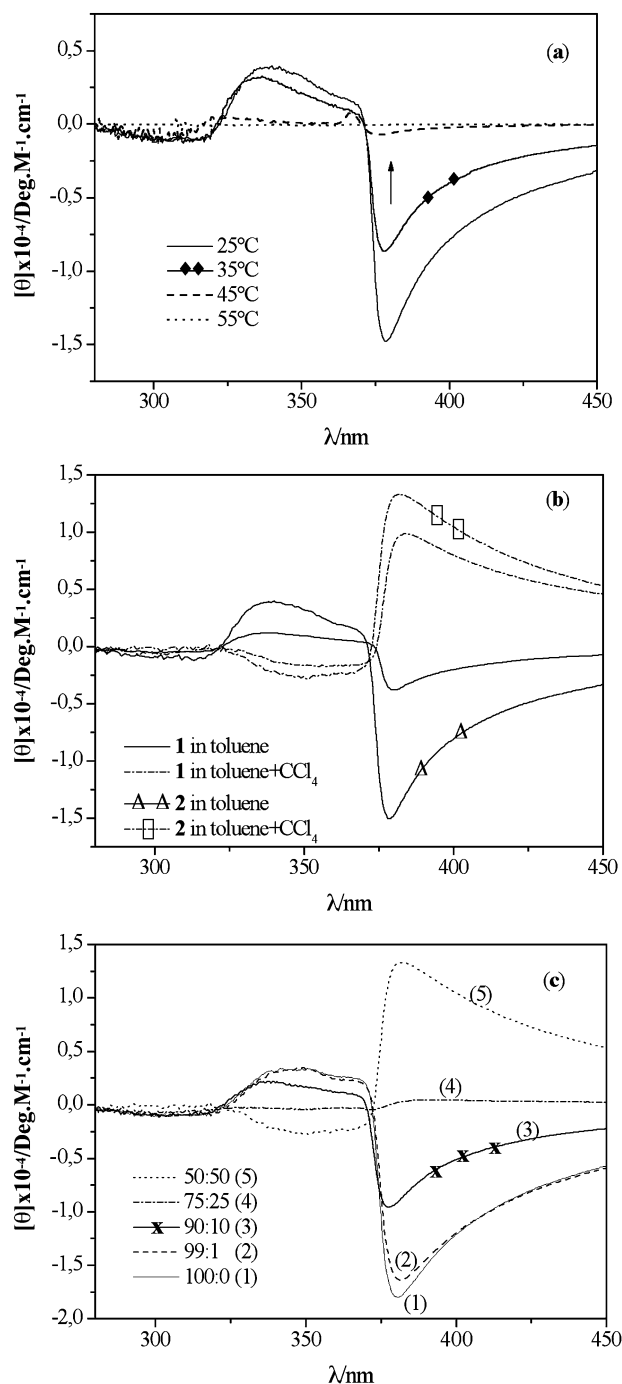 (a)
0,5
0,0
-0,5
-1,0
-1,5
[θ]x10⁻⁴/Deg.M⁻¹.cm⁻¹
25°C
35°C
45°C
55°C
300 350 400 450
λ/nm
(b)
1,5
1,0
0,5
0,0
-0,5
-1,0
-1,5
[θ]x10⁻⁴/Deg.M⁻¹.cm⁻¹
1 in toluene
1 in toluene+CCl₄
2 in toluene
2 in toluene+CCl₄
300 350 400 450
λ/nm
(c)
1,5
1,0
0,5
0,0
-0,5
-1,0
-1,5
-2,0
[θ]x10⁻⁴/Deg.M⁻¹.cm⁻¹
(5)
(4)
(3)
(2)
(1)
50:50 (5)
75:25 (4)
90:10 (3)
99:1 (2)
100:0 (1)
300 350 400 450
λ/nm